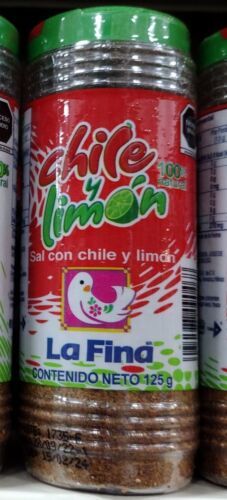 chile
y
limón
100%
natural
Sal con chile y limón
La Fina
CONTENIDO NETO 125 g